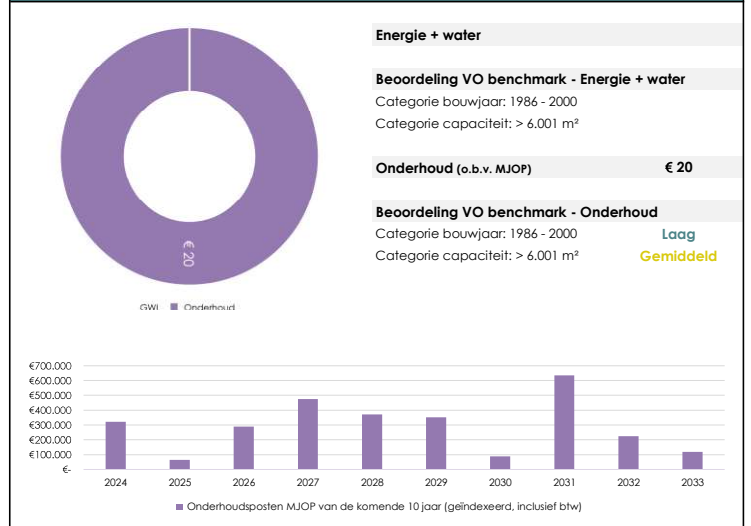 Energie + water
Beoordeling VO benchmark - Energie + water
Categorie bouwjaar: 1986 - 2000
Categorie capaciteit: > 6.001 m²
Onderhoud (o.b.v. MJOP) € 20
Beoordeling VO benchmark - Onderhoud
Categorie bouwjaar: 1986 - 2000 Laag
Categorie capaciteit: > 6.001 m² Gemiddeld
€ 20
GWL Onderhoud
€700.000
€600.000
€500.000
€400.000
€300.000
€200.000
€100.000
€-
2024 2025 2026 2027 2028 2029 2030 2031 2032 2033
Onderhoudsposten MJOP van de komende 10 jaar (geïndexeerd, inclusief btw)